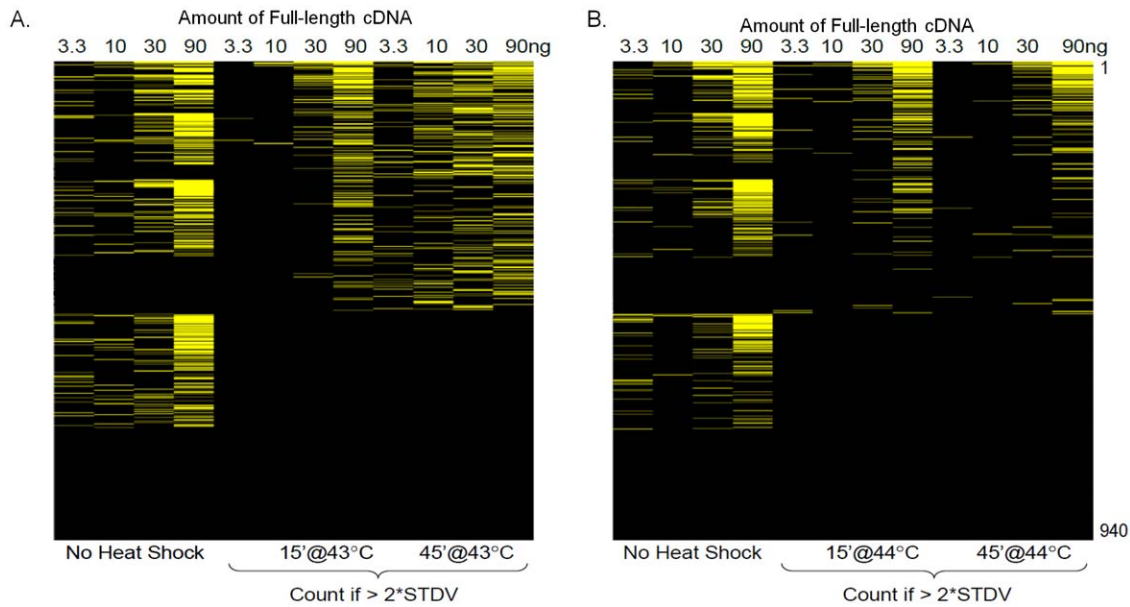 A.
Amount of Full-length cDNA
3.3 10 30 90 3.3 10 30 90 3.3 10 30 90ng
No Heat Shock 15'@43°C 45'@43°C
Count if > 2*STDV
B.
Amount of Full-length cDNA
3.3 10 30 90 3.3 10 30 90 3.3 10 30 90ng
1
940
No Heat Shock 15'@44°C 45'@44°C
Count if > 2*STDV